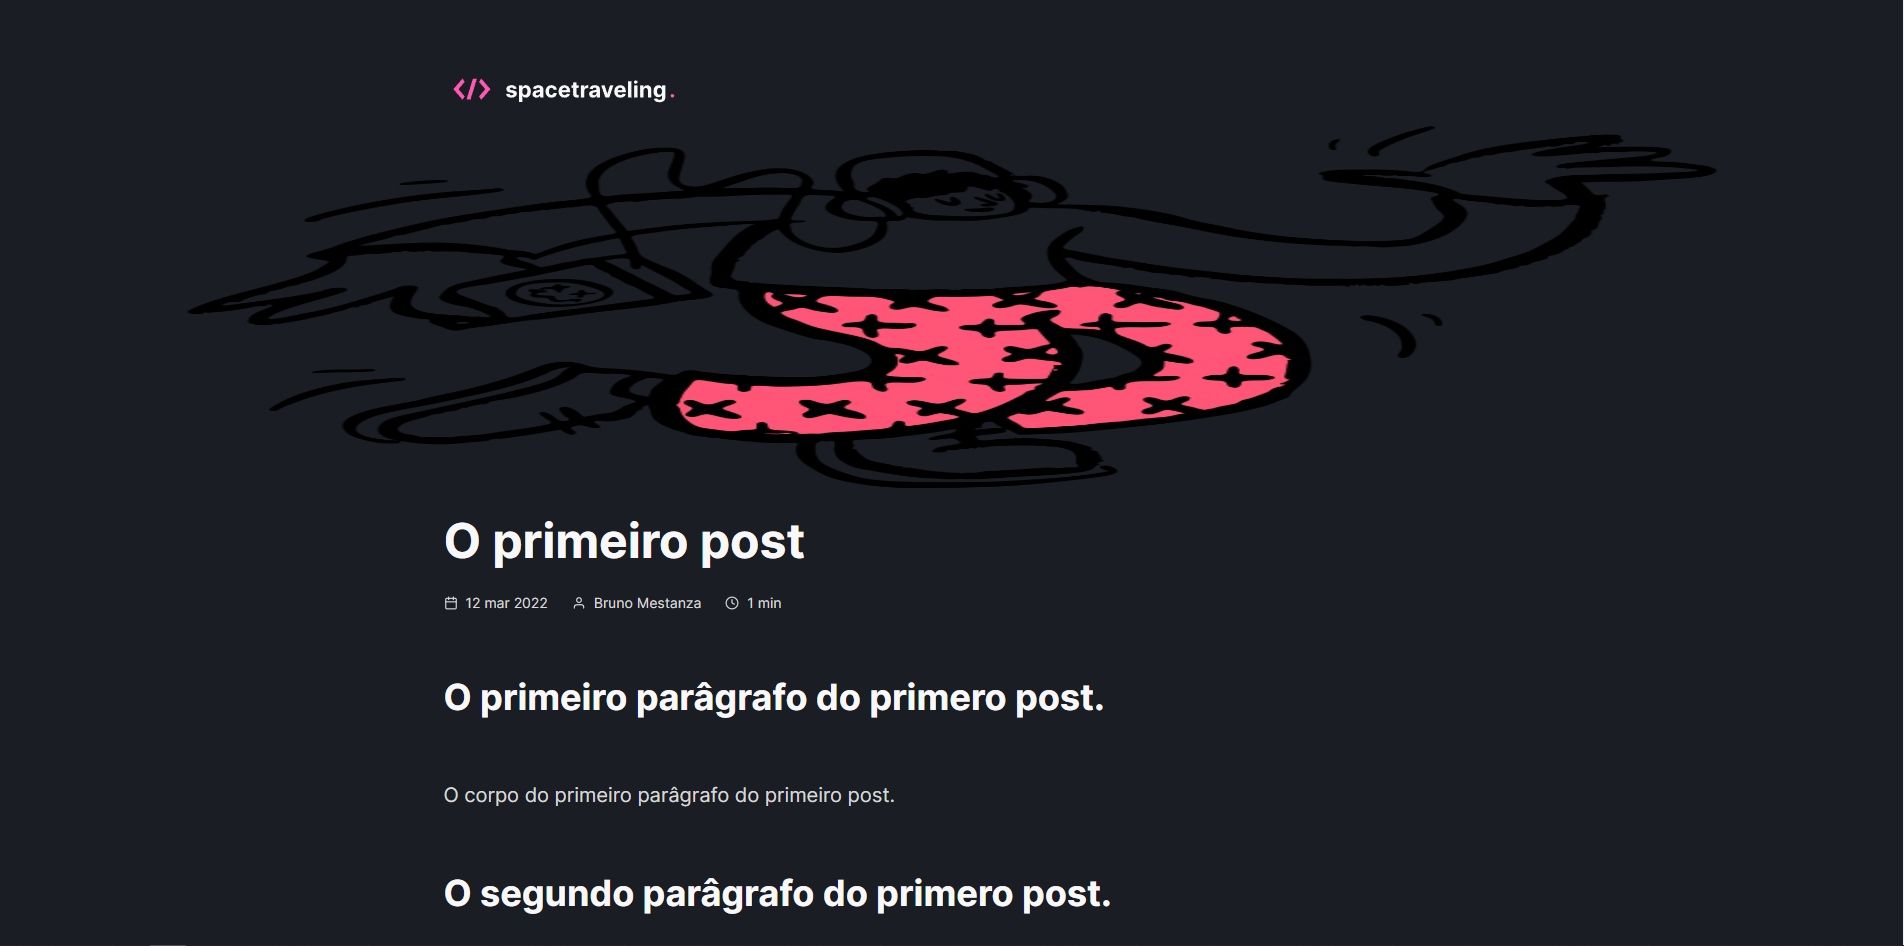 </> spacetraveling.
O primeiro post
12 mar 2022 Bruno Mestanza 1 min
O primeiro parâgrafo do primero post.
O corpo do primeiro parâgrafo do primeiro post.
O segundo parâgrafo do primero post.